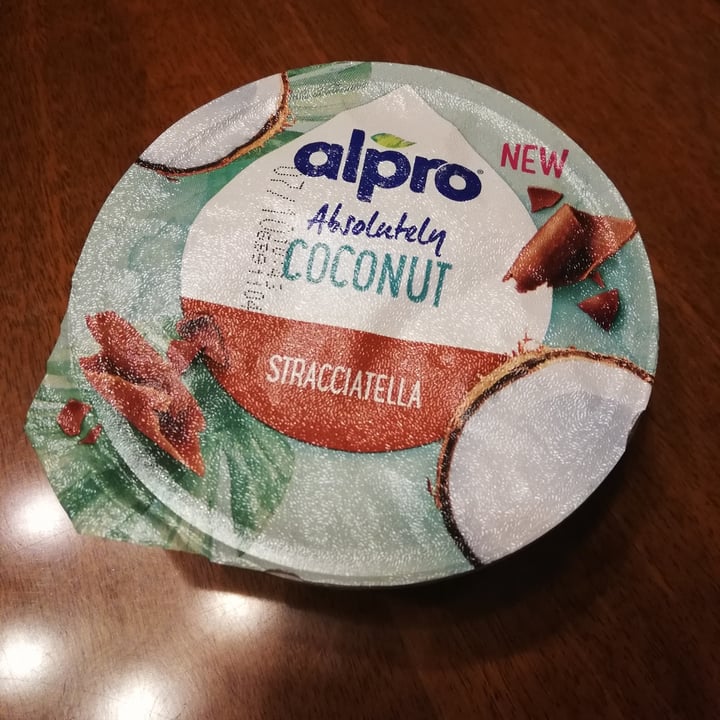 alpro
NEW
Absolutely
COCONUT
STRACCIATELLA